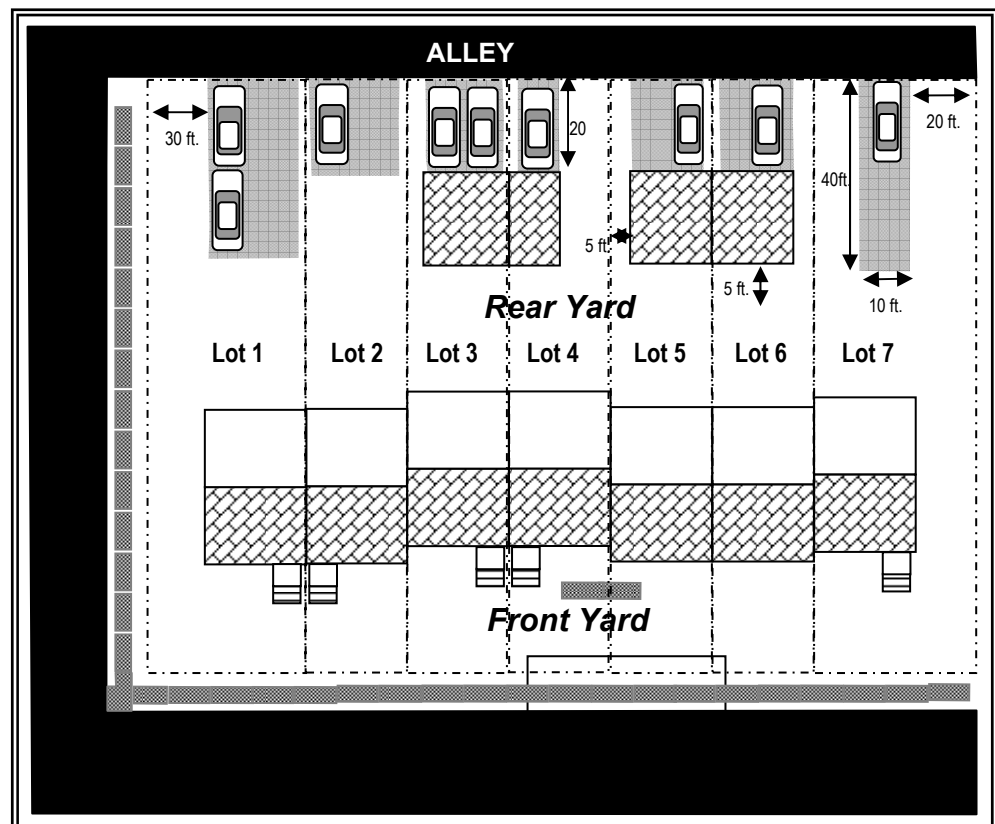 ALLEY
30 ft.
20
20 ft.
40ft.
5 ft.
5 ft.
10 ft.
Rear Yard
Lot 1 Lot 2 Lot 3 Lot 4 Lot 5 Lot 6 Lot 7
Front Yard